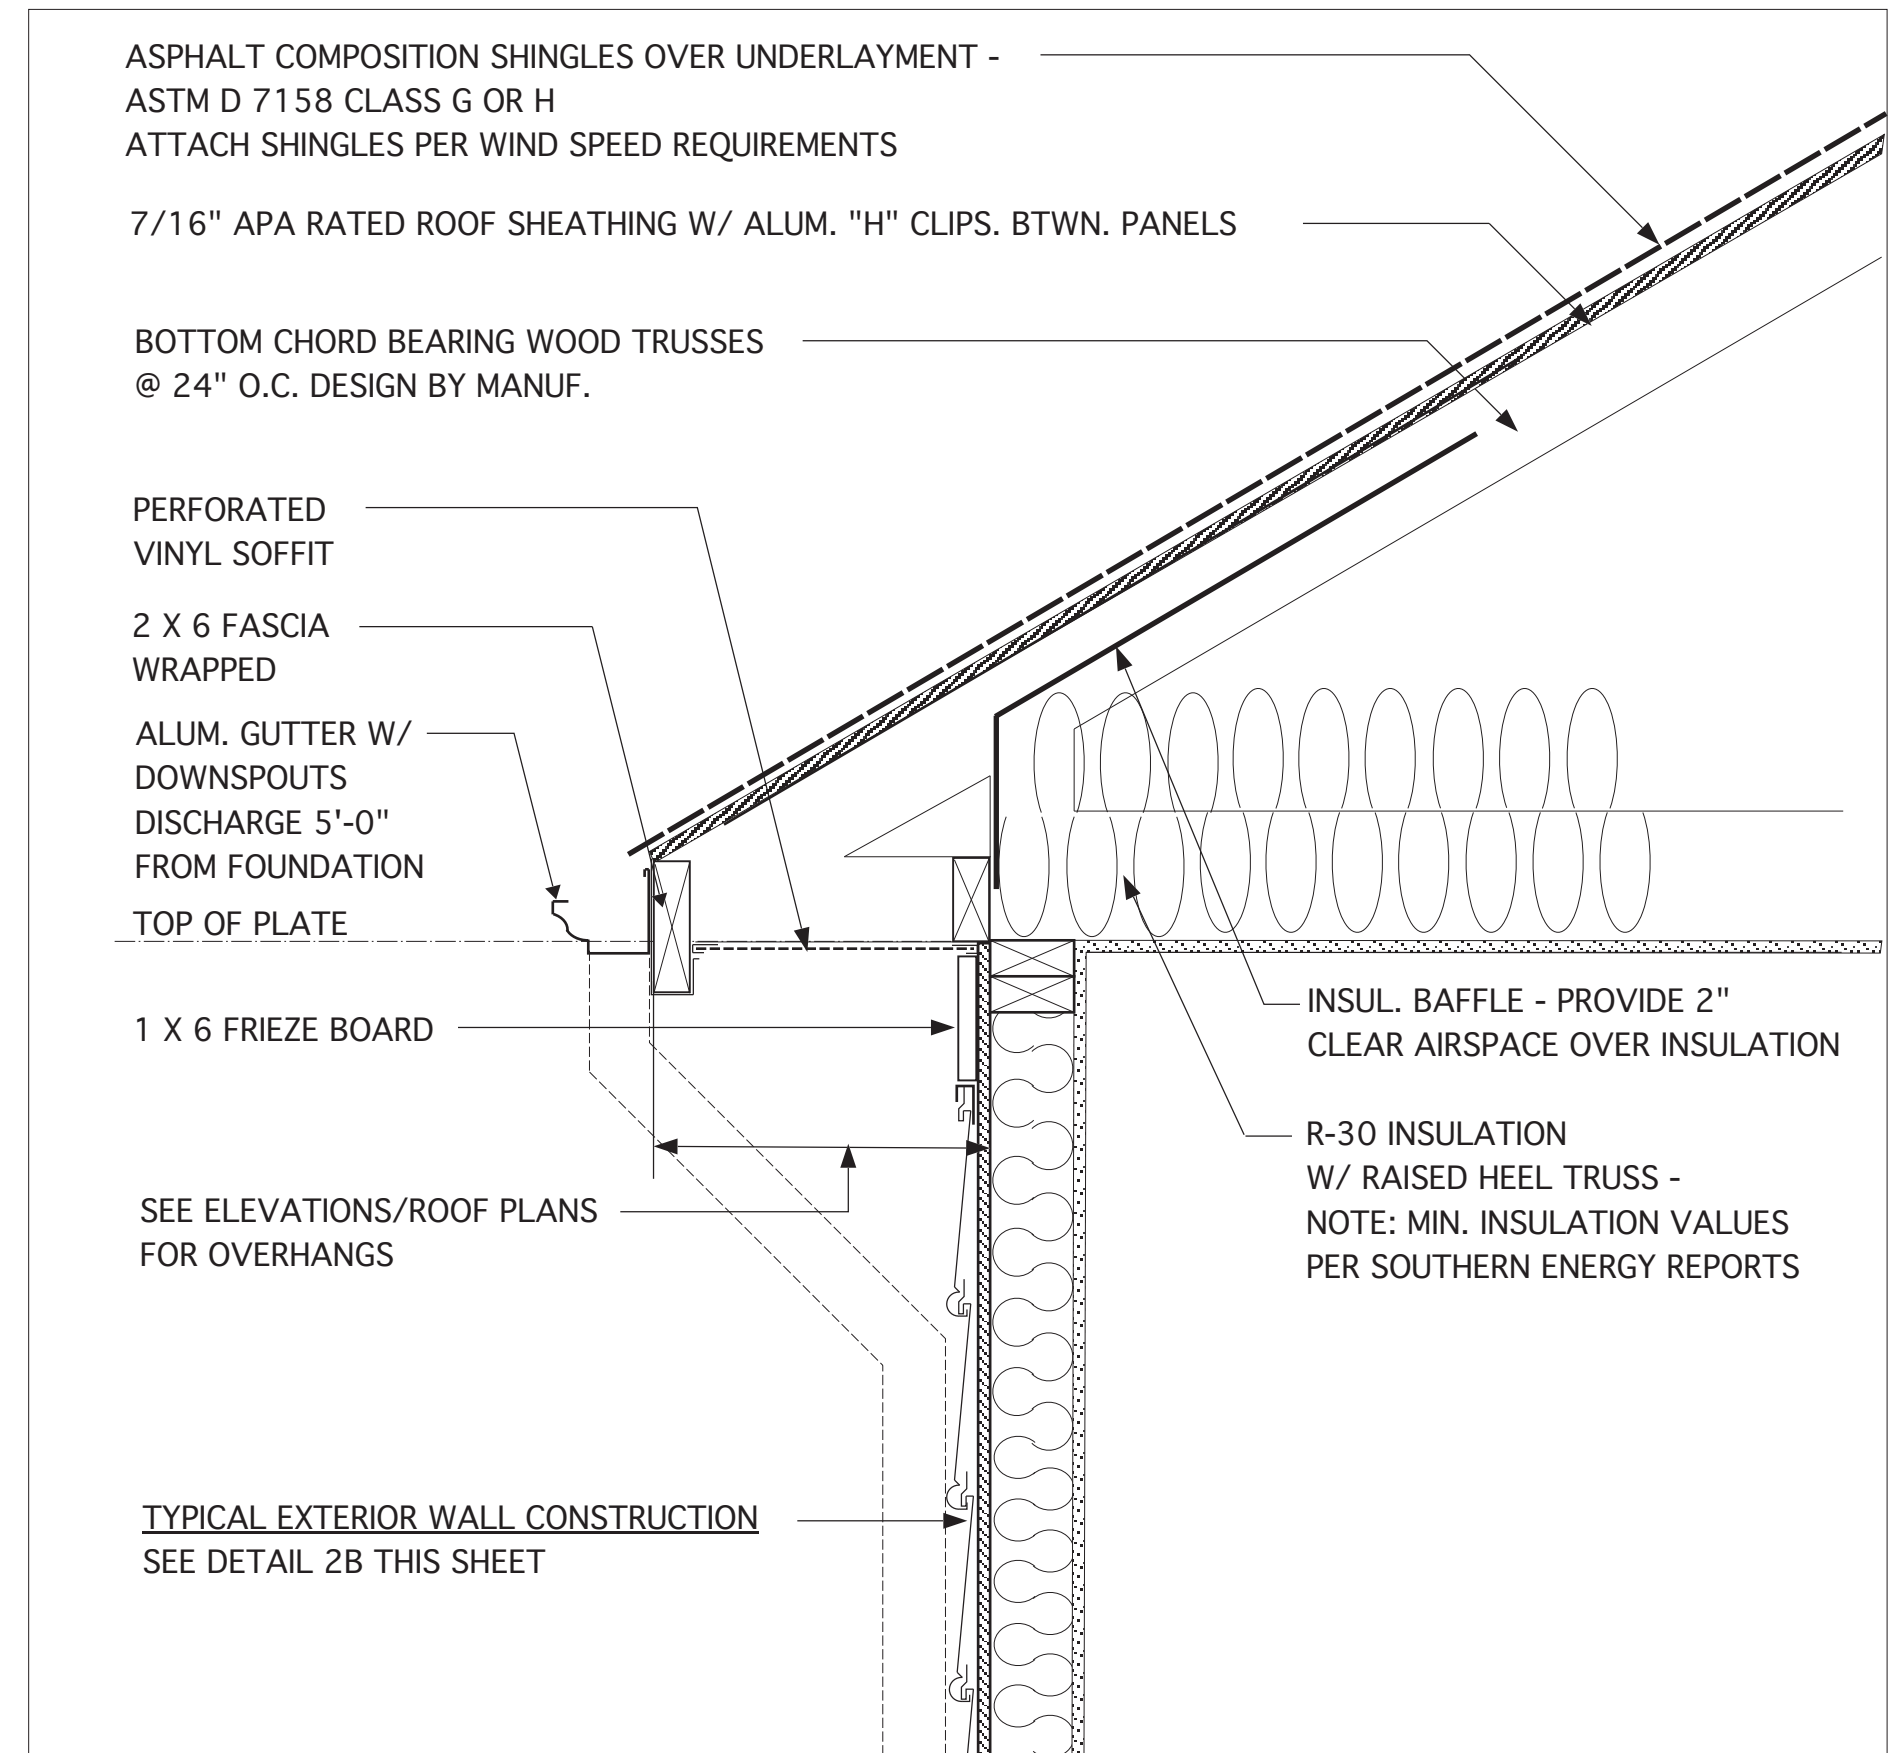 ASPHALT COMPOSITION SHINGLES OVER UNDERLAYMENT -
ASTM D 7158 CLASS G OR H
ATTACH SHINGLES PER WIND SPEED REQUIREMENTS
7/16" APA RATED ROOF SHEATHING W/ ALUM. "H" CLIPS. BTWN. PANELS
BOTTOM CHORD BEARING WOOD TRUSSES
@ 24" O.C. DESIGN BY MANUF.
PERFORATED
VINYL SOFFIT
2 X 6 FASCIA
WRAPPED
ALUM. GUTTER W/
DOWNSPOUTS
DISCHARGE 5'-0"
FROM FOUNDATION
TOP OF PLATE
1 X 6 FRIEZE BOARD
SEE ELEVATIONS/ROOF PLANS
FOR OVERHANGS
TYPICAL EXTERIOR WALL CONSTRUCTION
SEE DETAIL 2B THIS SHEET
INSUL. BAFFLE - PROVIDE 2"
CLEAR AIRSPACE OVER INSULATION
R-30 INSULATION
W/ RAISED HEEL TRUSS -
NOTE: MIN. INSULATION VALUES
PER SOUTHERN ENERGY REPORTS